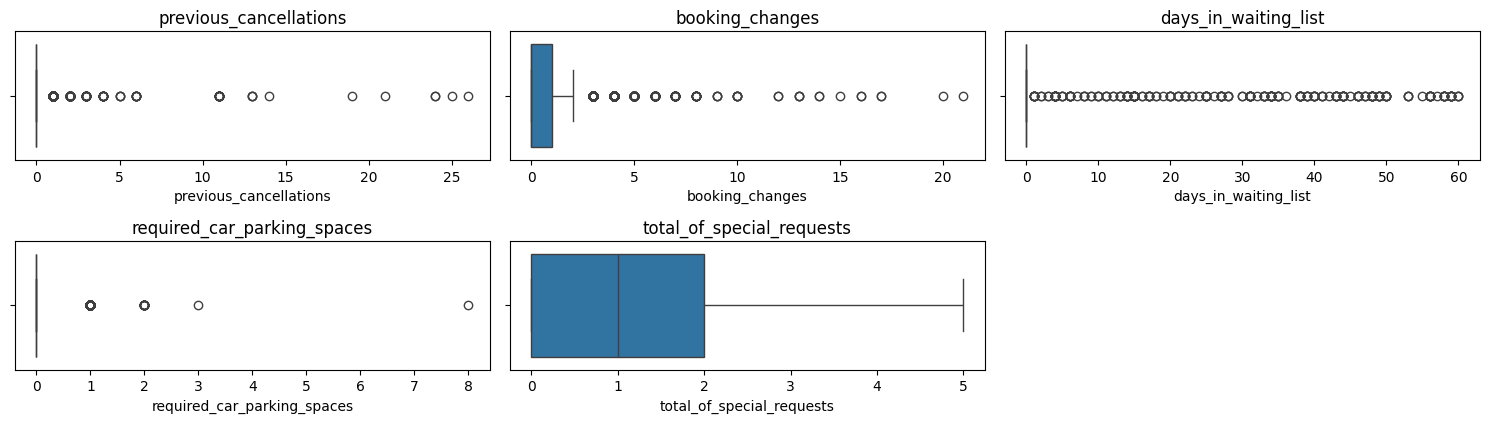 previous_cancellations
booking_changes
days_in_waiting_list
0 5 10 15 20 25
0 5 10 15 20
0 10 20 30 40 50 60
previous_cancellations
booking_changes
days_in_waiting_list
required_car_parking_spaces
total_of_special_requests
0 1 2 3 4 5 6 7 8
0 1 2 3 4 5
required_car_parking_spaces
total_of_special_requests